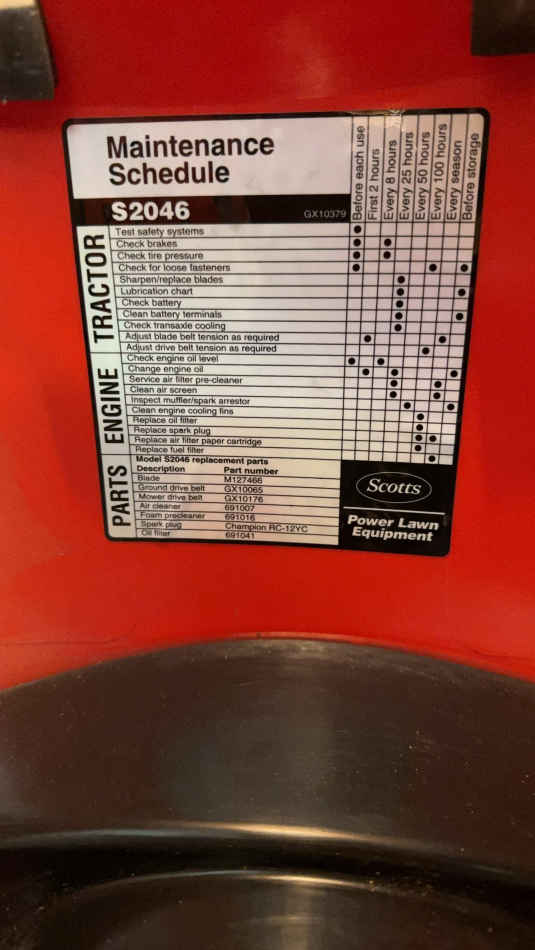 Maintenance
Schedule
S2046 GX10379
Before each use
First 2 hours
Every 8 hours
Every 25 hours
Every 50 hours
Every 100 hours
Every season
Before storage
TRACTOR
Test safety systems
Check brakes
Check tire pressure
Check for loose fasteners
Sharpen/replace blades
Lubrication chart
Check battery
Clean battery terminals
Check transaxle cooling
Adjust blade belt tension as required
Adjust drive belt tension as required
ENGINE
Check engine oil level
Change engine oil
Service air filter pre-cleaner
Clean air screen
Inspect muffler/spark arrestor
Clean engine cooling fins
Replace oil filter
Replace spark plug
Replace air filter paper cartridge
Replace fuel filter
PARTS
Model S2046 replacement parts
Description Part number
Blade M127466
Ground drive belt GX10065
Mower drive belt GX10176
Air cleaner 691007
Foam precleaner 691016
Spark plug Champion RC-12YC
Oil filter 691041
Scotts
Power Lawn
Equipment